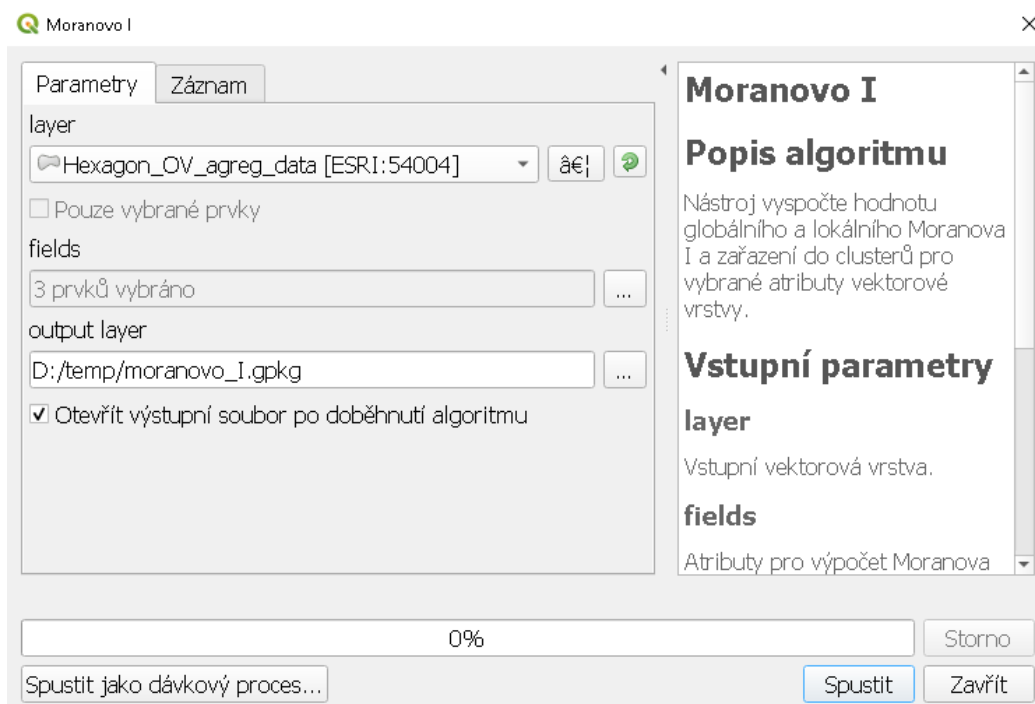 Moranovo I
Parametry
Záznam
layer
Hexagon_OV_agreg_data [ESRI:54004]
â€¦
Pouze vybrané prvky
fields
3 prvků vybráno
...
output layer
D:/temp/moranovo_I.gpkg
...
Otevřít výstupní soubor po doběhnutí algoritmu
Moranovo I
Popis algoritmu
Nástroj vyspočte hodnotu
globálního a lokálního Moranova
I a zařazení do clusterů pro
vybrané atributy vektorové
vrstvy.
Vstupní parametry
layer
Vstupní vektorová vrstva.
fields
Atributy pro výpočet Moranova
0%
Storno
Spustit jako dávkový proces...
Spustit
Zavřít